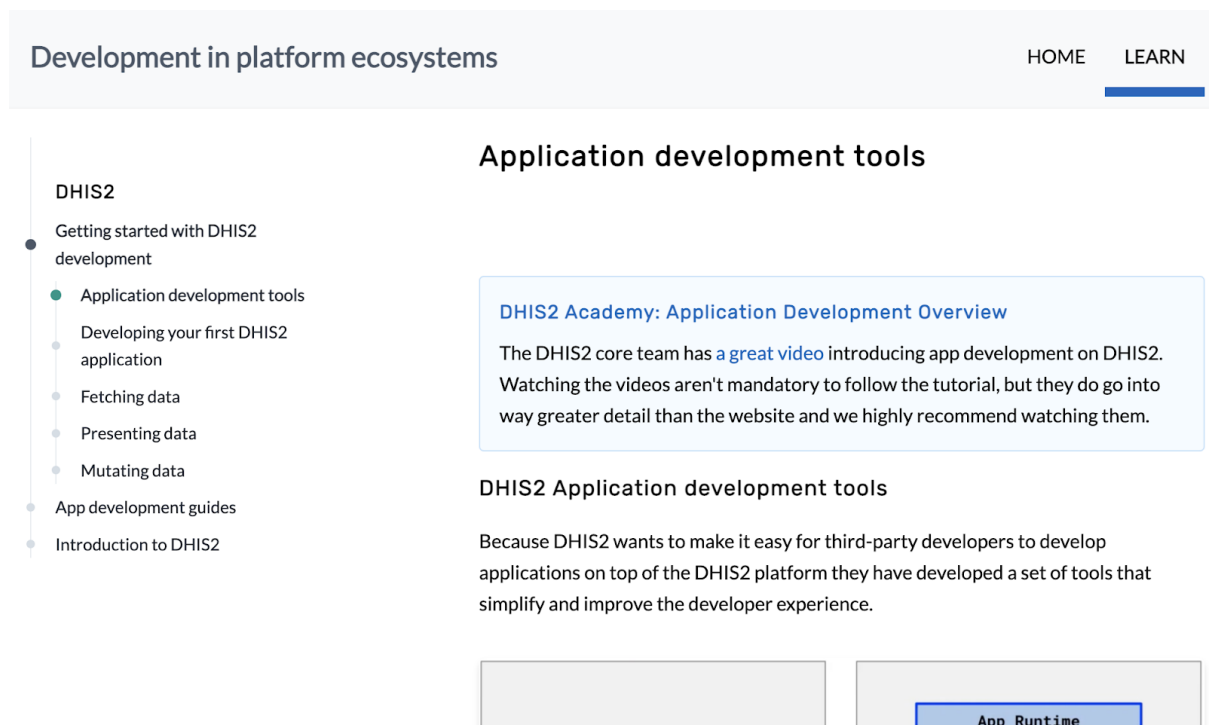 Development in platform ecosystems
HOME
LEARN
DHIS2
Getting started with DHIS2
development
Application development tools
Developing your first DHIS2
application
Fetching data
Presenting data
Mutating data
App development guides
Introduction to DHIS2
Application development tools
DHIS2 Academy: Application Development Overview
The DHIS2 core team has a great video introducing app development on DHIS2.
Watching the videos aren't mandatory to follow the tutorial, but they do go into
way greater detail than the website and we highly recommend watching them.
DHIS2 Application development tools
Because DHIS2 wants to make it easy for third-party developers to develop
applications on top of the DHIS2 platform they have developed a set of tools that
simplify and improve the developer experience.
App Runtime